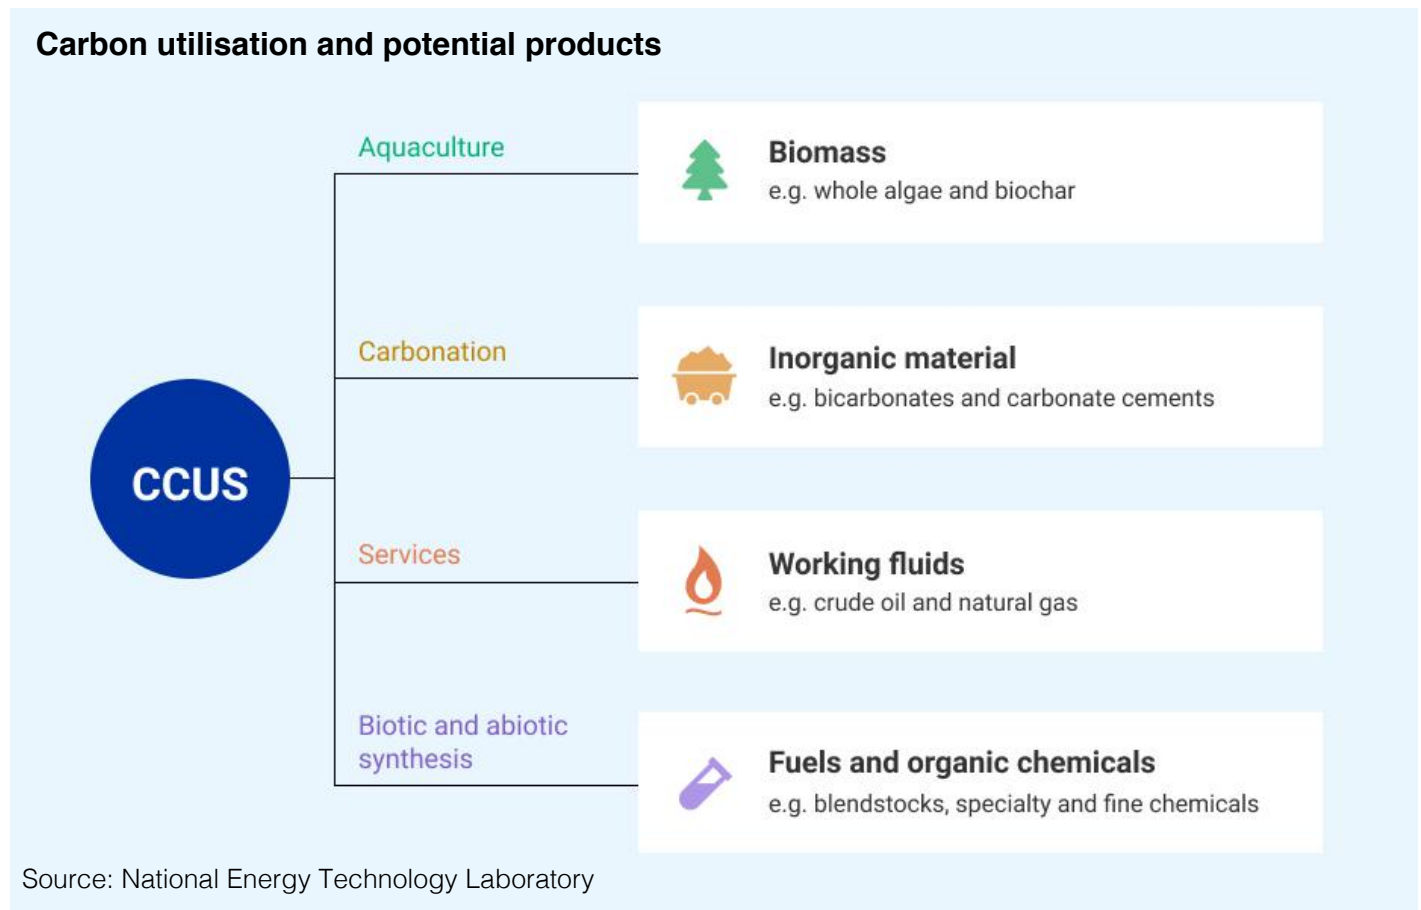 Carbon utilisation and potential products
CCUS
Aquaculture
Biomass
e.g. whole algae and biochar
Carbonation
Inorganic material
e.g. bicarbonates and carbonate cements
Services
Working fluids
e.g. crude oil and natural gas
Biotic and abiotic
synthesis
Fuels and organic chemicals
e.g. blendstocks, specialty and fine chemicals
Source: National Energy Technology Laboratory